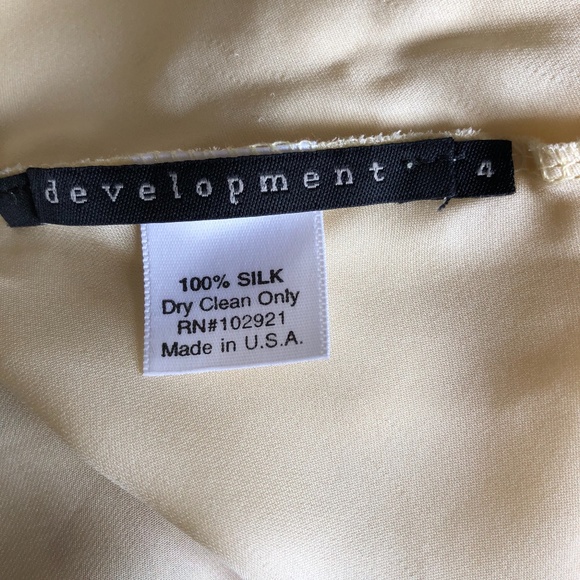 development
4
100% SILK
Dry Clean Only
RN#102921
Made in U.S.A.